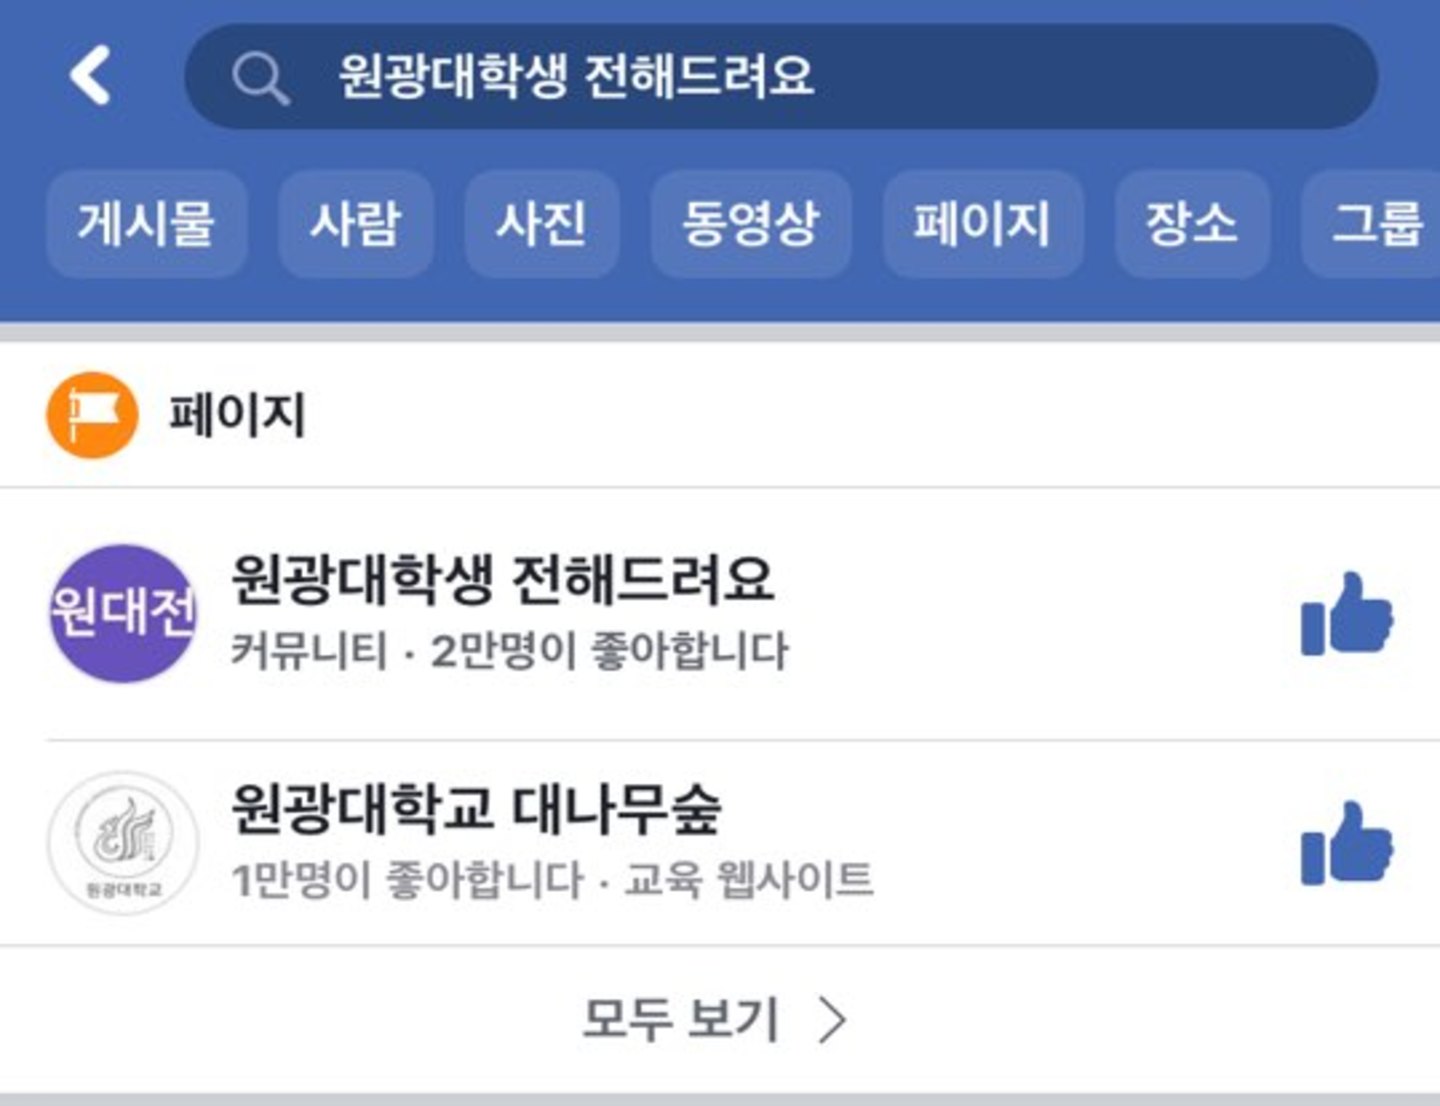 원광대학생 전해드려요
게시물 사람 사진 동영상 페이지 장소 그룹
페이지
원대전
원광대학생 전해드려요
커뮤니티 · 2만명이 좋아합니다
원광대학교 대나무숲
1만명이 좋아합니다 · 교육 웹사이트
원광대학교
모두 보기